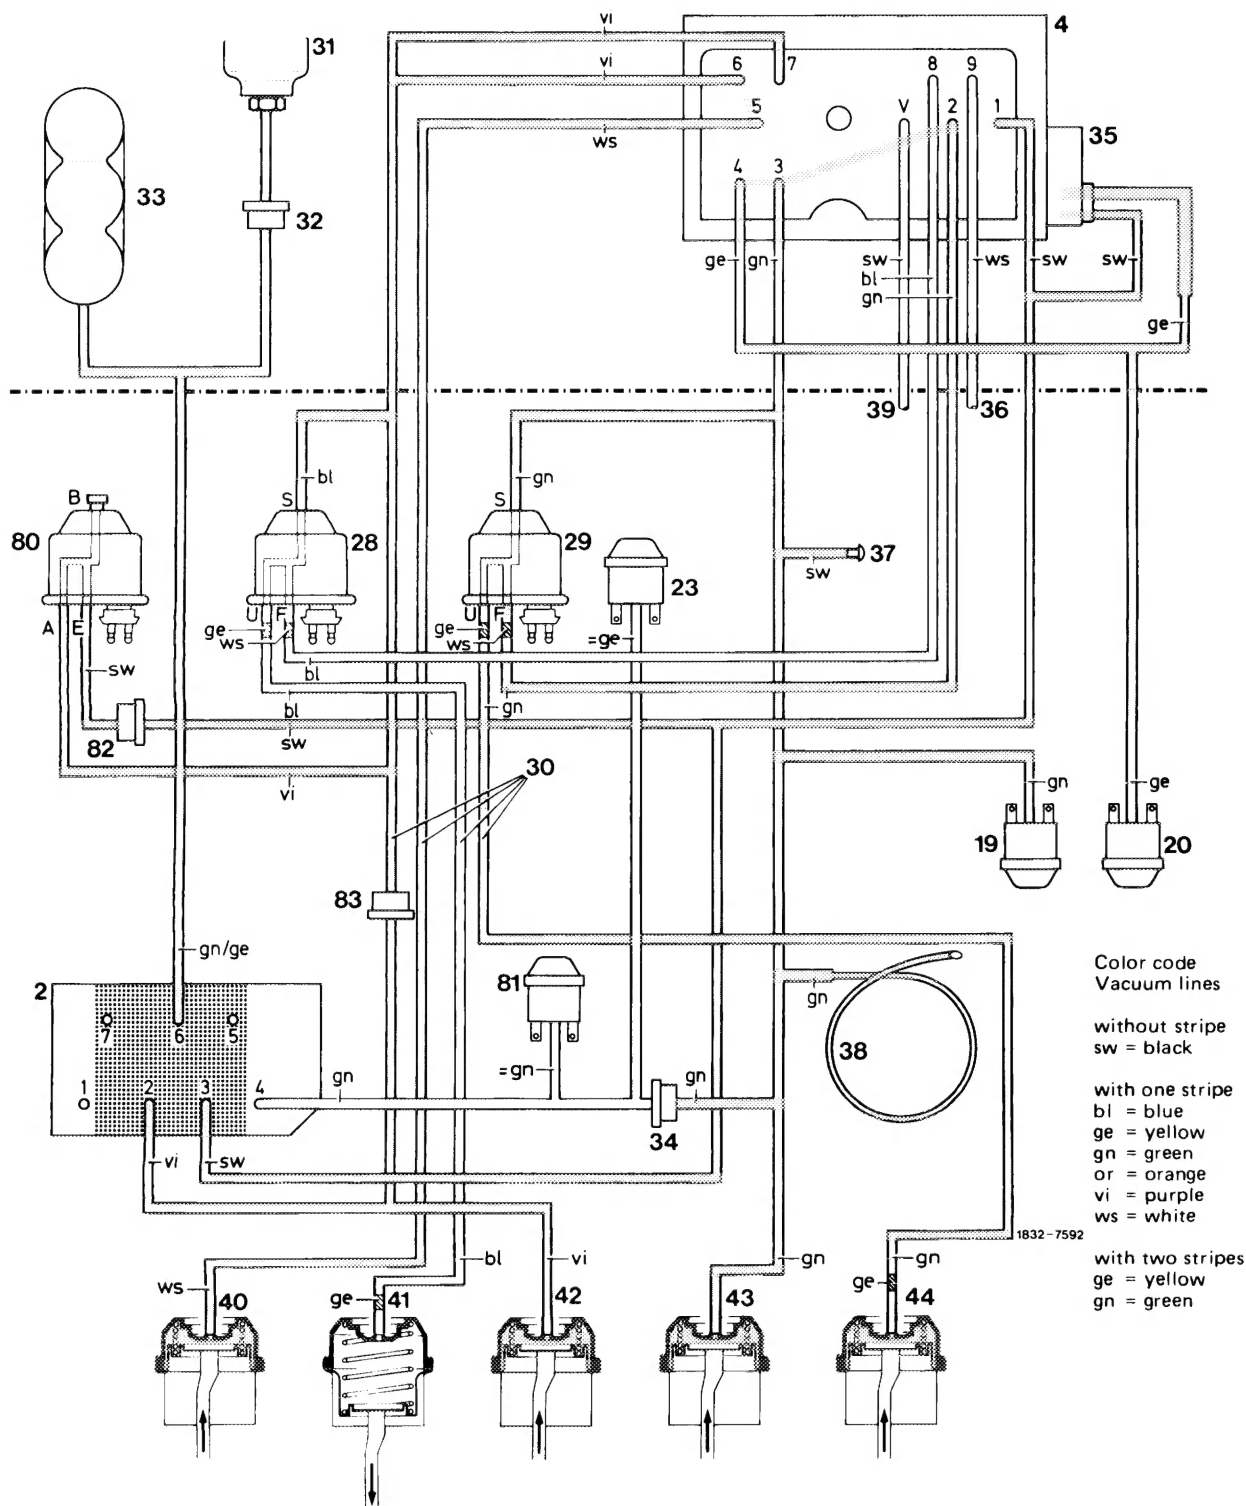 vi
4
31
6
7
8
9
vi
5
V
2
1
35
ws
4
3
33
32
ge
gn
sw
bl
gn
ws
sw
sw
ge
39
36
bl
gn
B
S
S
80
28
29
37
23
sw
A
E
U
F
U
F
ge
ws
ge
ws
=ge
sw
bl
bl
gn
82
sw
30
vi
gn
ge
19
20
83
gn/ge
81
2
gn
7
6
5
38
=gn
1
2
3
4
gn
gn
34
vi
sw
Color code
Vacuum lines
without stripe
sw = black
with one stripe
bl = blue
ge = yellow
gn = green
or = orange
vi = purple
ws = white
1832-7592
with two stripes
ge = yellow
gn = green
ws
bl
vi
gn
gn
40
ge
41
42
43
ge
44